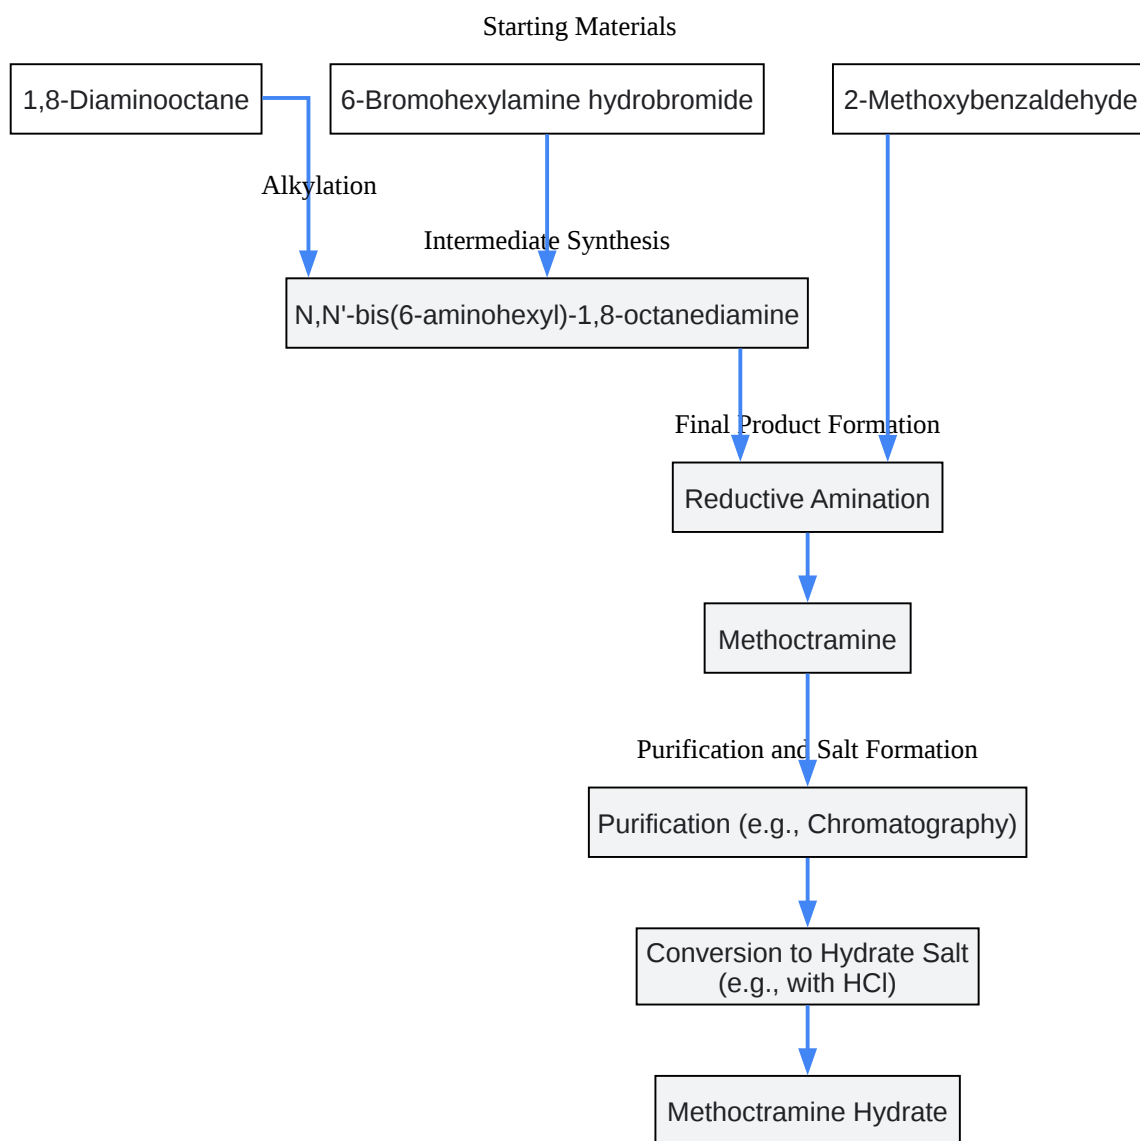 Starting Materials
1,8-Diaminooctane
6-Bromohexylamine hydrobromide
2-Methoxybenzaldehyde
Alkylation
Intermediate Synthesis
N,N'-bis(6-aminohexyl)-1,8-octanediamine
Final Product Formation
Reductive Amination
Methoctramine
Purification and Salt Formation
Purification (e.g., Chromatography)
Conversion to Hydrate Salt
(e.g., with HCl)
Methoctramine Hydrate